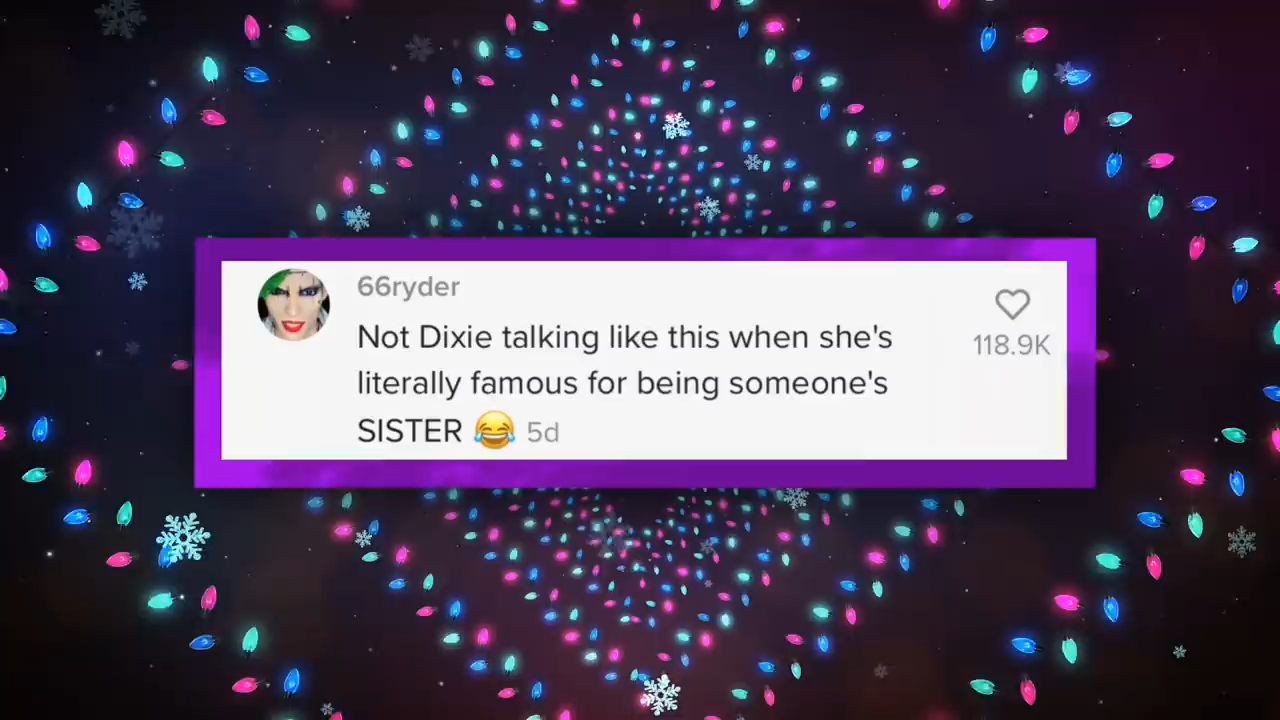 66ryder
Not Dixie talking like this when she's
literally famous for being someone's
SISTER 😂 5d
118.9K